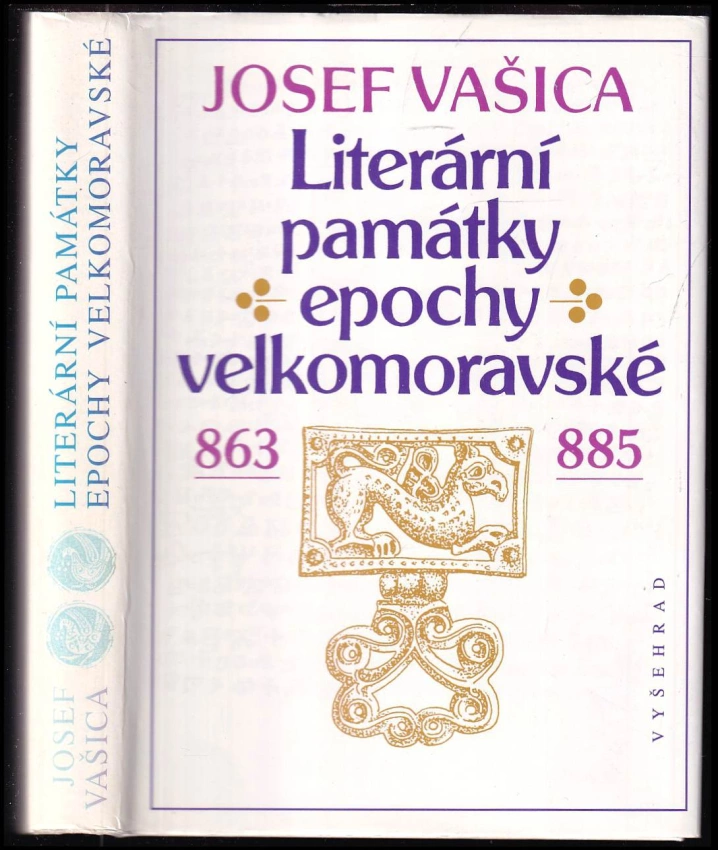 JOSEF VAŠICA
Literární
památky
epochy
velkomoravské
863
885
VYŠEHRAD
LITERÁRNÍ PAMÁTKY
EPOCHY VELKOMORAVSKÉ
JOSEF
VAŠICA